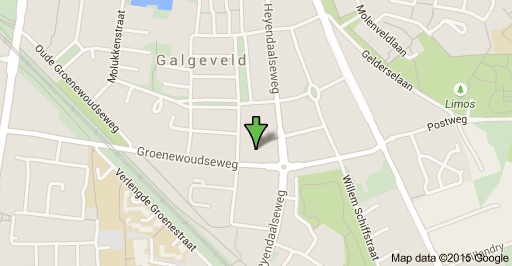 Molukkenstraat
Oude Groenewoudseweg
Galgeveld
Heyendaalseweg
Molenveldlaan
Gelderselaan
Limos
Postweg
Groenewoudseweg
Verlengde Groenestraat
Heyendaalseweg
Willem Schiffstraat
Map data ©2015 Google